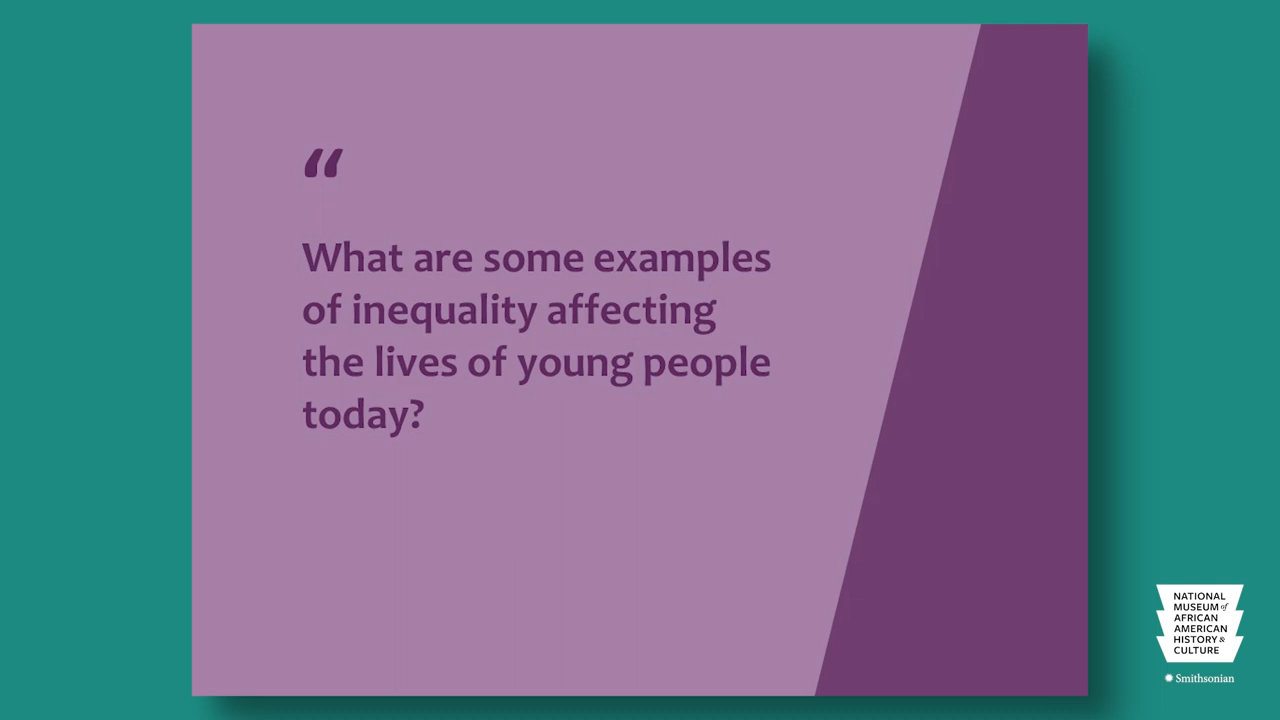 “
What are some examples
of inequality affecting
the lives of young people
today?
NATIONAL
MUSEUM of
AFRICAN
AMERICAN
HISTORY &
CULTURE
Smithsonian